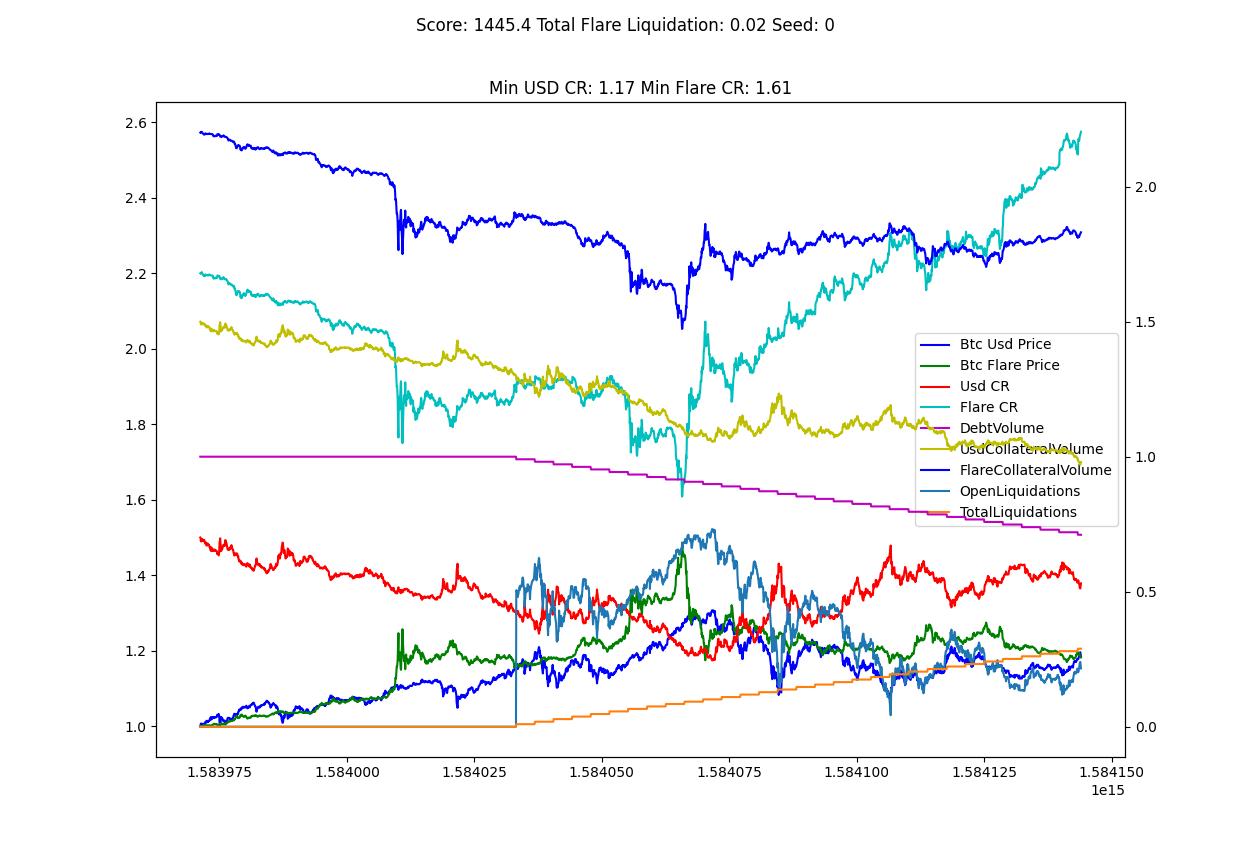 Score: 1445.4 Total Flare Liquidation: 0.02 Seed: 0
Min USD CR: 1.17 Min Flare CR: 1.61
2.6
2.4
2.2
2.0
1.8
1.6
1.4
1.2
1.0
2.0
1.5
1.0
0.5
0.0
Btc Usd Price
Btc Flare Price
Usd CR
Flare CR
DebtVolume
UsdCollateralVolume
FlareCollateralVolume
OpenLiquidations
TotalLiquidations
1.583975 1.584000 1.584025 1.584050 1.584075 1.584100 1.584125 1.584150
1e15